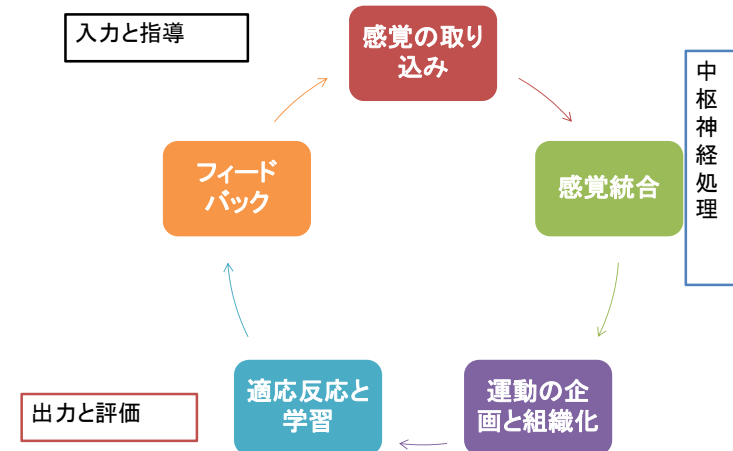 入力と指導
感覚の取り
込み
中
枢
神
経
処
理
フィード
バック
感覚統合
適応反応と
学習
運動の企
画と組織化
出力と評価